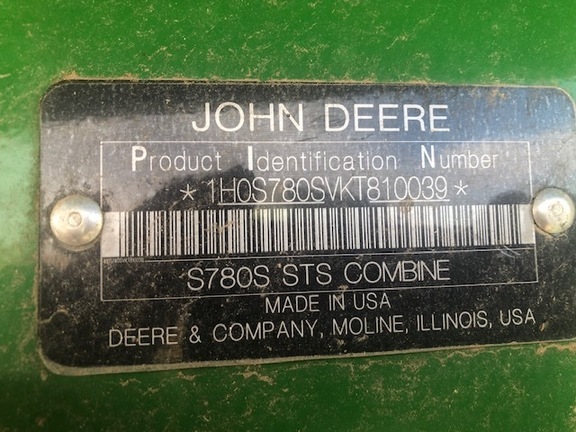 JOHN DEERE
Product Identification Number
*1H0S780SVKT810039*
S780S STS COMBINE
MADE IN USA
DEERE & COMPANY, MOLINE, ILLINOIS, USA